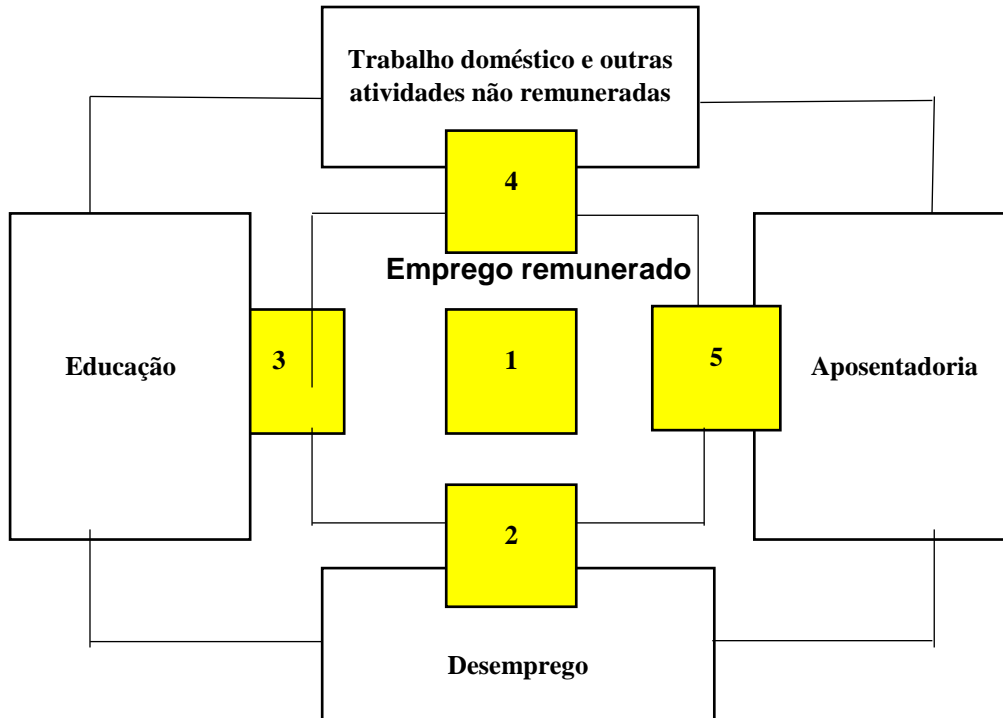 Trabalho doméstico e outras
atividades não remuneradas
4
Emprego remunerado
Educação
3
1
5
Aposentadoria
2
Desemprego